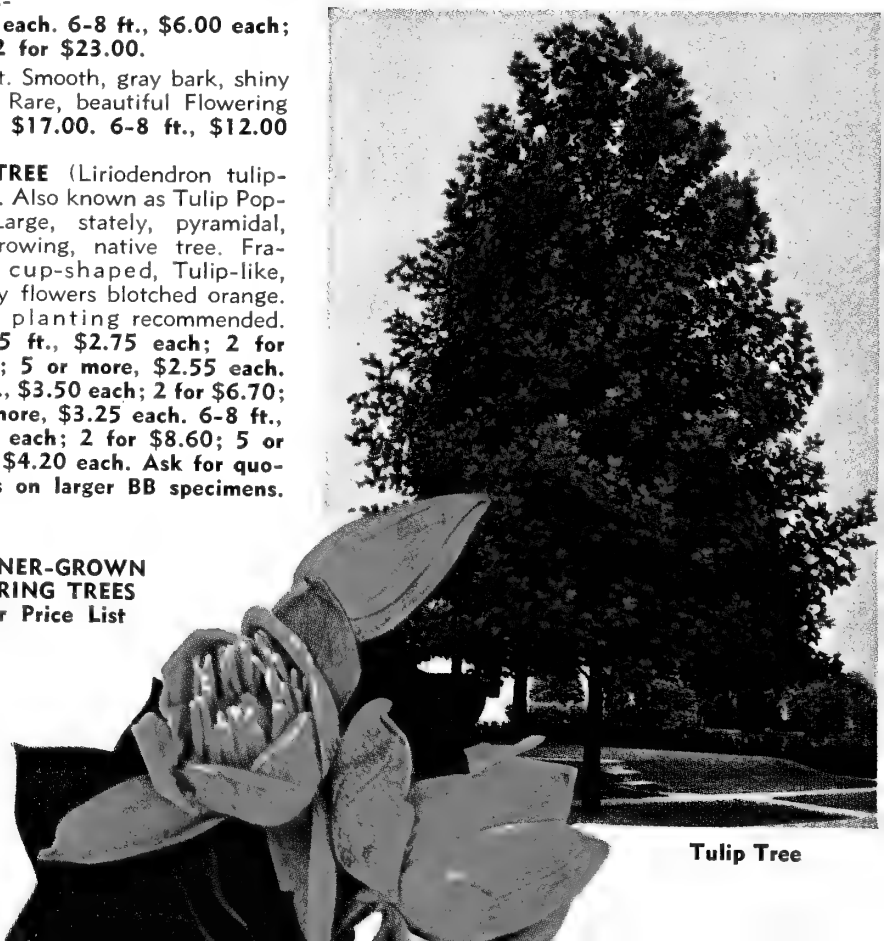 each. 6-8 ft., $6.00 each;
2 for $23.00.
t. Smooth, gray bark, shiny
Rare, beautiful Flowering
$17.00. 6-8 ft., $12.00
TREE (Liriodendron tulip-
. Also known as Tulip Pop-
Large, stately, pyramidal,
rowing, native tree. Fra-
cup-shaped, Tulip-like,
y flowers blotched orange.
planting recommended.
5 ft., $2.75 each; 2 for
; 5 or more, $2.55 each.
., $3.50 each; 2 for $6.70;
more, $3.25 each. 6-8 ft.,
each; 2 for $8.60; 5 or
$4.20 each. Ask for quo-
s on larger BB specimens.
NER-GROWN
RING TREES
r Price List
Tulip Tree